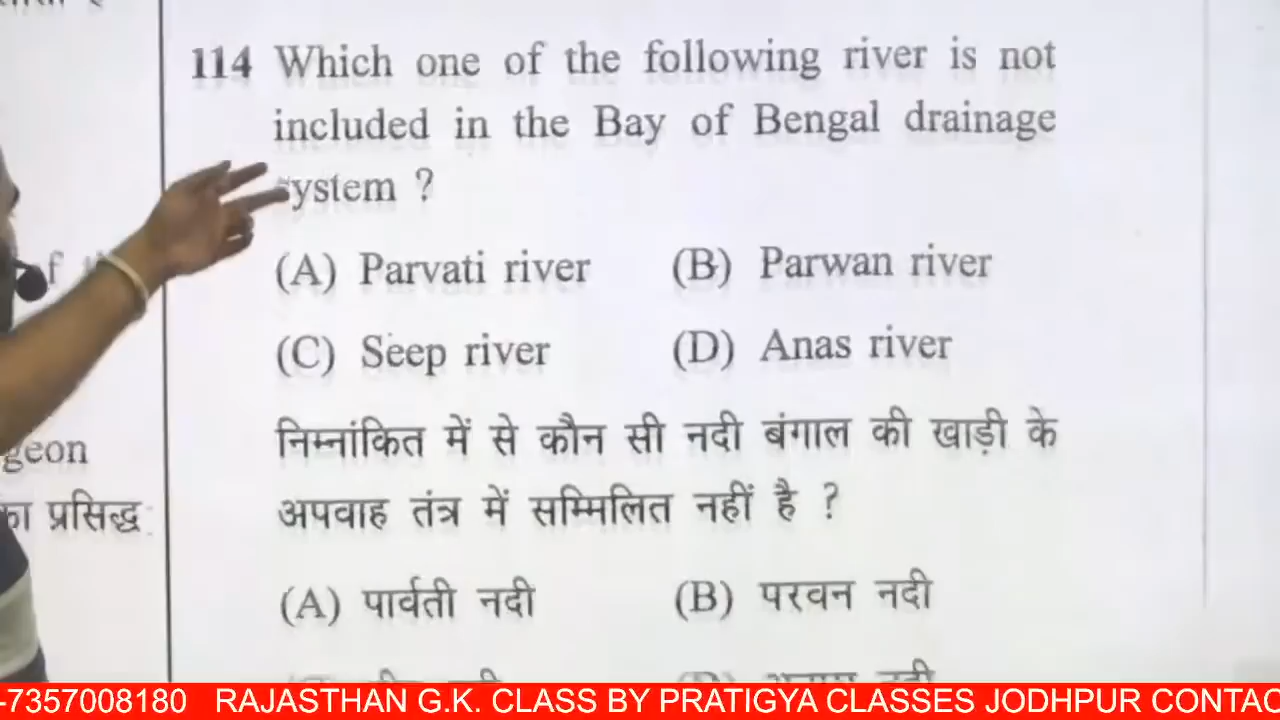 114 Which one of the following river is not
included in the Bay of Bengal drainage
ystem ?
(A) Parvati river (B) Parwan river
(C) Seep river (D) Anas river
निम्नांकित में से कौन सी नदी बंगाल की खाड़ी के
अपवाह तंत्र में सम्मिलित नहीं है ?
(A) पार्वती नदी (B) परवन नदी
geon
का प्रसिद्ध
-7357008180 RAJASTHAN G.K. CLASS BY PRATIGYA CLASSES JODHPUR CONTAC